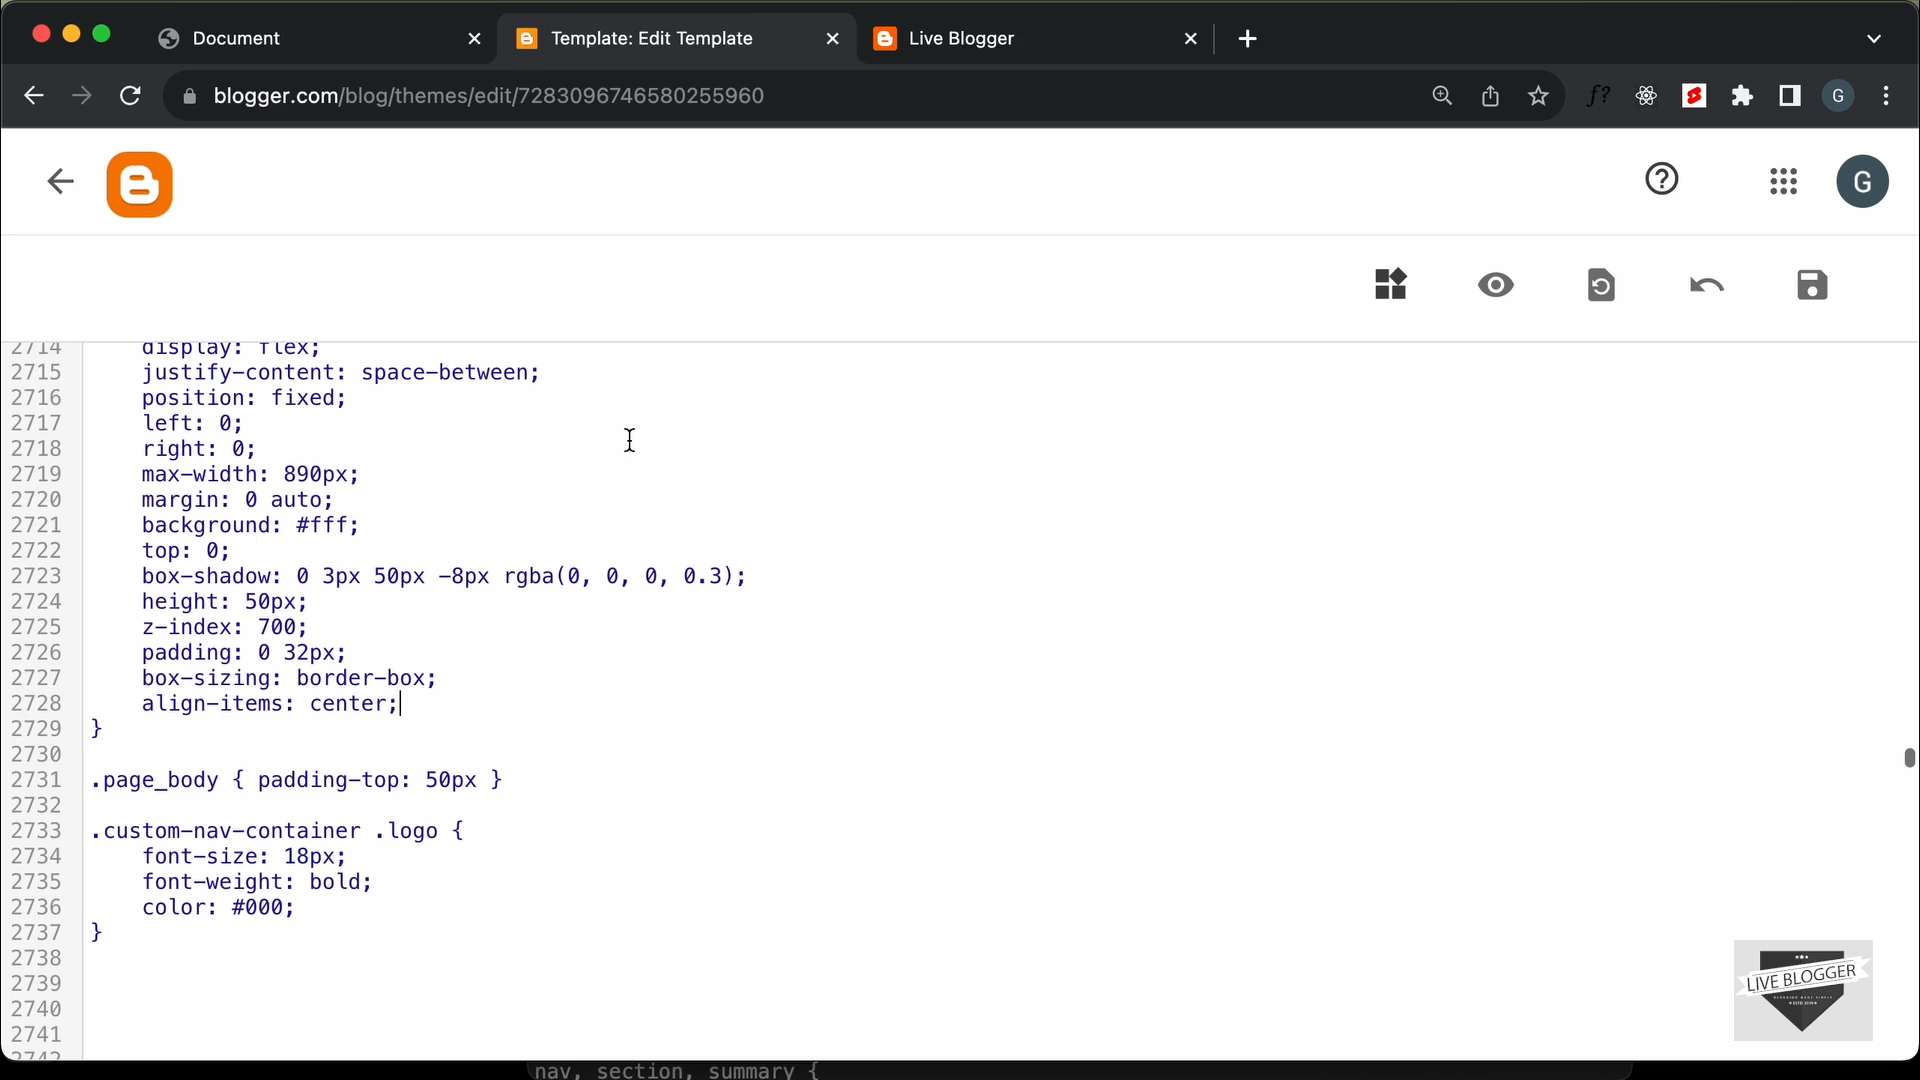 Document
Template: Edit Template
Live Blogger
blogger.com/blog/themes/edit/7283096746580255960
f?
G
G
2714 display: flex;
2715 justify-content: space-between;
2716 position: fixed;
2717 left: 0;
2718 right: 0;
2719 max-width: 890px;
2720 margin: 0 auto;
2721 background: #fff;
2722 top: 0;
2723 box-shadow: 0 3px 50px -8px rgba(0, 0, 0, 0.3);
2724 height: 50px;
2725 z-index: 700;
2726 padding: 0 32px;
2727 box-sizing: border-box;
2728 align-items: center;
2729 }
2730
2731 .page_body { padding-top: 50px }
2732
2733 .custom-nav-container .logo {
2734 font-size: 18px;
2735 font-weight: bold;
2736 color: #000;
2737 }
2738
2739
2740
2741
2742
LIVE BLOGGER
nav, section, summary {